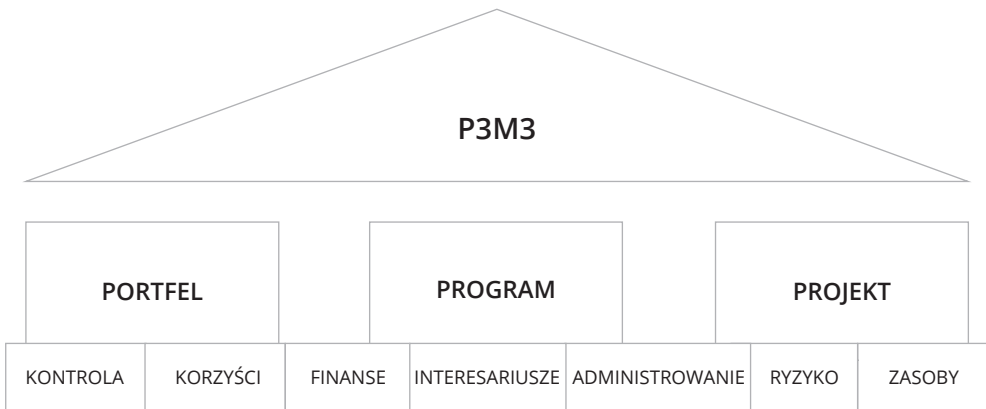 P3M3
PORTFEL PROGRAM PROJEKT
KONTROLA KORZYŚCI FINANSE INTERESARIUSZE ADMINISTROWANIE RYZYKO ZASOBY